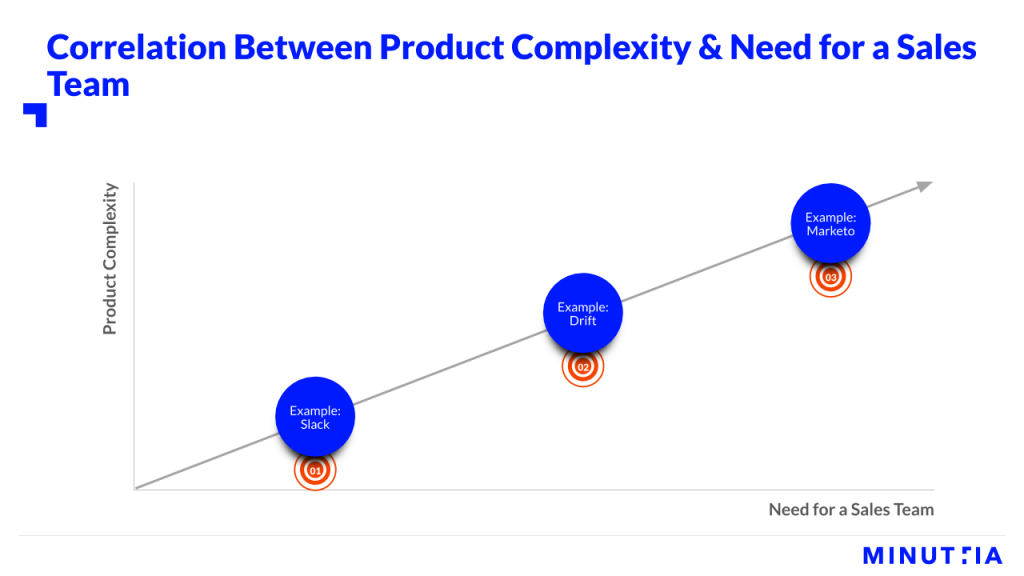 Correlation Between Product Complexity & Need for a Sales
Team
Product Complexity
Example:
Marketo
03
Example:
Drift
02
Example:
Slack
01
Need for a Sales Team
MINUTTIA